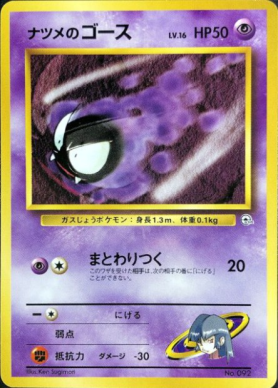 ナツメのゴース LV.16 HP50
ガスじょうポケモン：身長1.3m、体重0.1kg
まとわりつく 20
このワザを受けた相手は、次の相手の番に「にげる」
ことができない。
にげる
弱点
抵抗力 ダメージ -30
Illus. Ken Sugimori
No.092